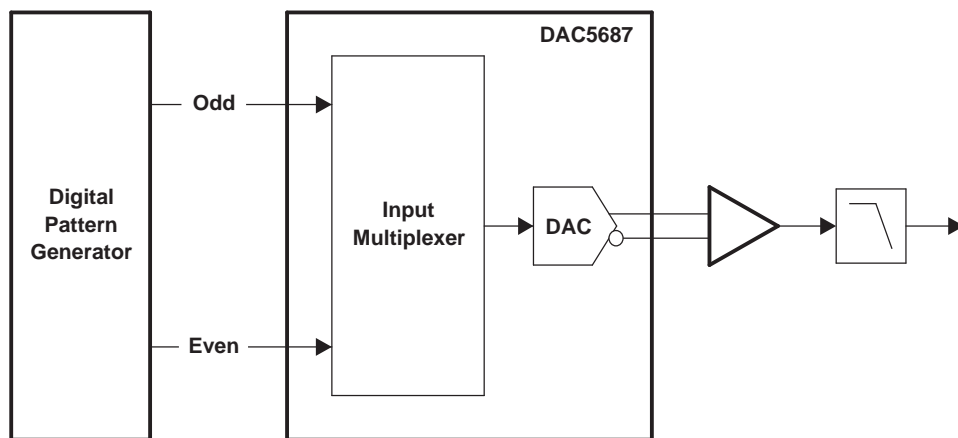 DAC5687
Odd
Digital
Pattern
Generator
Input
Multiplexer
DAC
Even